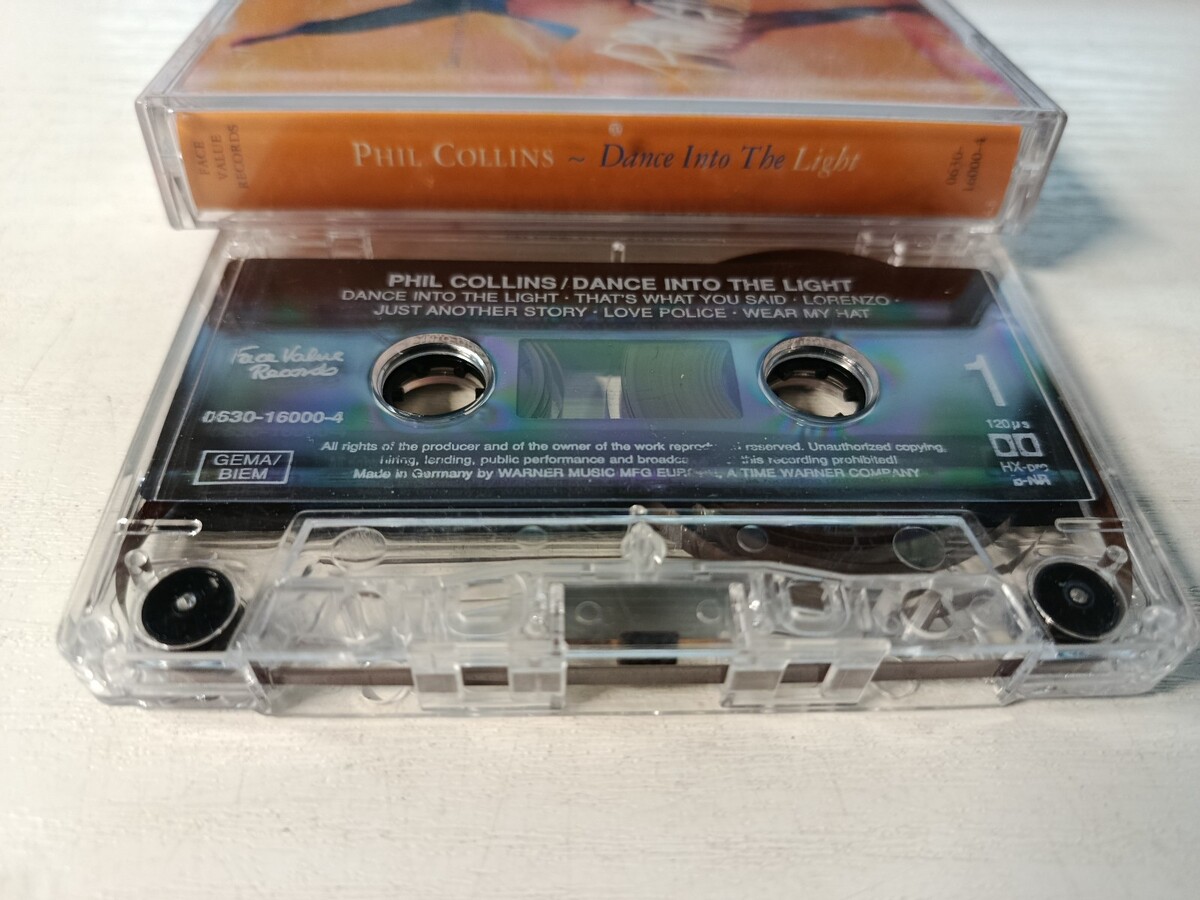 FACE
VALUE
RECORDS
PHIL COLLINS ~ Dance Into The Light
0630-
16000-4
PHIL COLLINS/DANCE INTO THE LIGHT
DANCE INTO THE LIGHT · THAT'S WHAT YOU SAID · LORENZO ·
JUST ANOTHER STORY · LOVE POLICE · WEAR MY HAT
Face Value
Records
1
0630-16000-4
120µs
All rights of the producer and of the owner of the work reserved. Unauthorized copying,
hiring, lending, public performance and this recording prohibited!
Made in Germany by WARNER MUSIC MFG A TIME WARNER COMPANY
GEMA/
BIEM
HX-PRO
B-NR